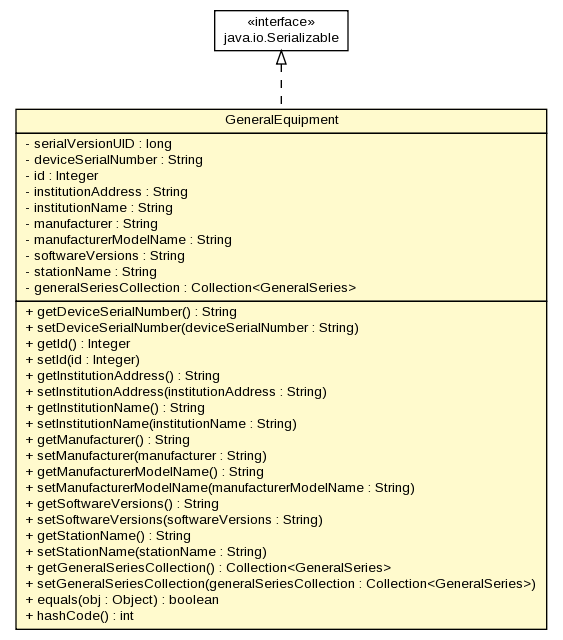 «interface»
java.io.Serializable
GeneralEquipment
- serialVersionUID : long
- deviceSerialNumber : String
- id : Integer
- institutionAddress : String
- institutionName : String
- manufacturer : String
- manufacturerModelName : String
- softwareVersions : String
- stationName : String
- generalSeriesCollection : Collection<GeneralSeries>
+ getDeviceSerialNumber() : String
+ setDeviceSerialNumber(deviceSerialNumber : String)
+ getId() : Integer
+ setId(id : Integer)
+ getInstitutionAddress() : String
+ setInstitutionAddress(institutionAddress : String)
+ getInstitutionName() : String
+ setInstitutionName(institutionName : String)
+ getManufacturer() : String
+ setManufacturer(manufacturer : String)
+ getManufacturerModelName() : String
+ setManufacturerModelName(manufacturerModelName : String)
+ getSoftwareVersions() : String
+ setSoftwareVersions(softwareVersions : String)
+ getStationName() : String
+ setStationName(stationName : String)
+ getGeneralSeriesCollection() : Collection<GeneralSeries>
+ setGeneralSeriesCollection(generalSeriesCollection : Collection<GeneralSeries>)
+ equals(obj : Object) : boolean
+ hashCode() : int